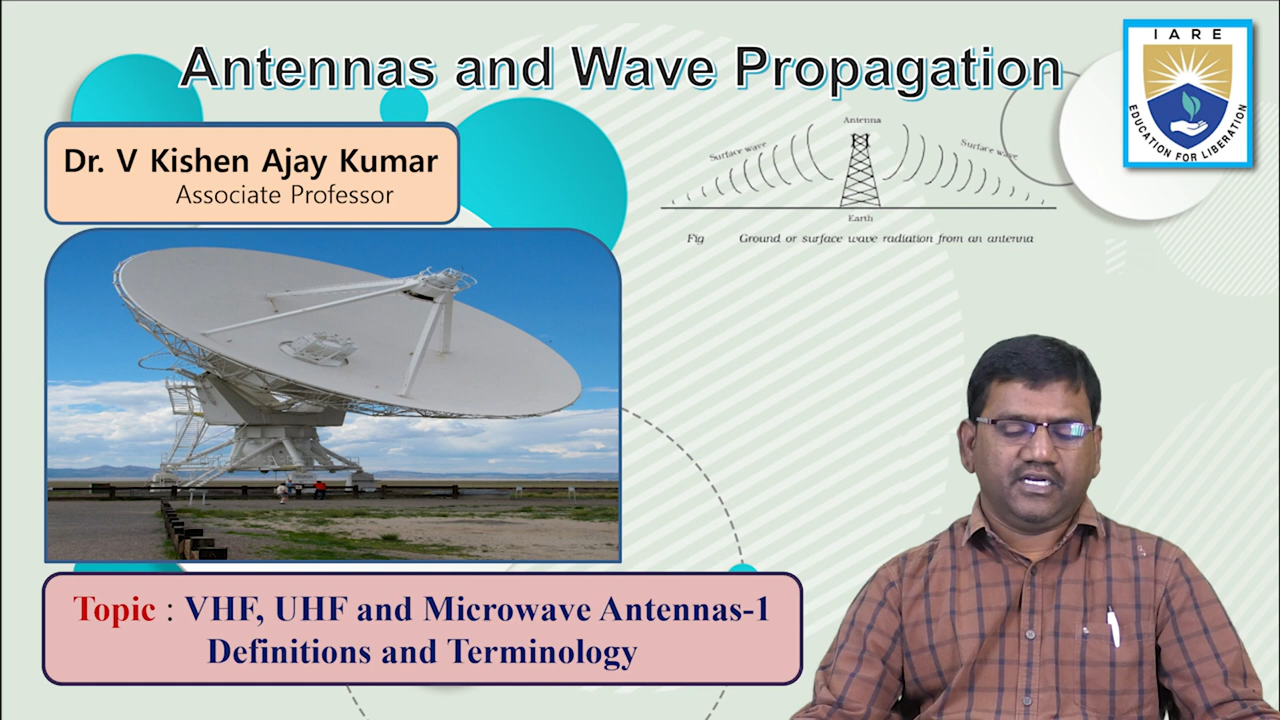 Antennas and Wave Propagation
I A R E
EDUCATION FOR LIBERATION
Dr. V Kishen Ajay Kumar
Associate Professor
Antenna
Surface wave
Surface wave
Earth
Fig Ground or surface wave radiation from an antenna
Topic : VHF, UHF and Microwave Antennas-1
Definitions and Terminology